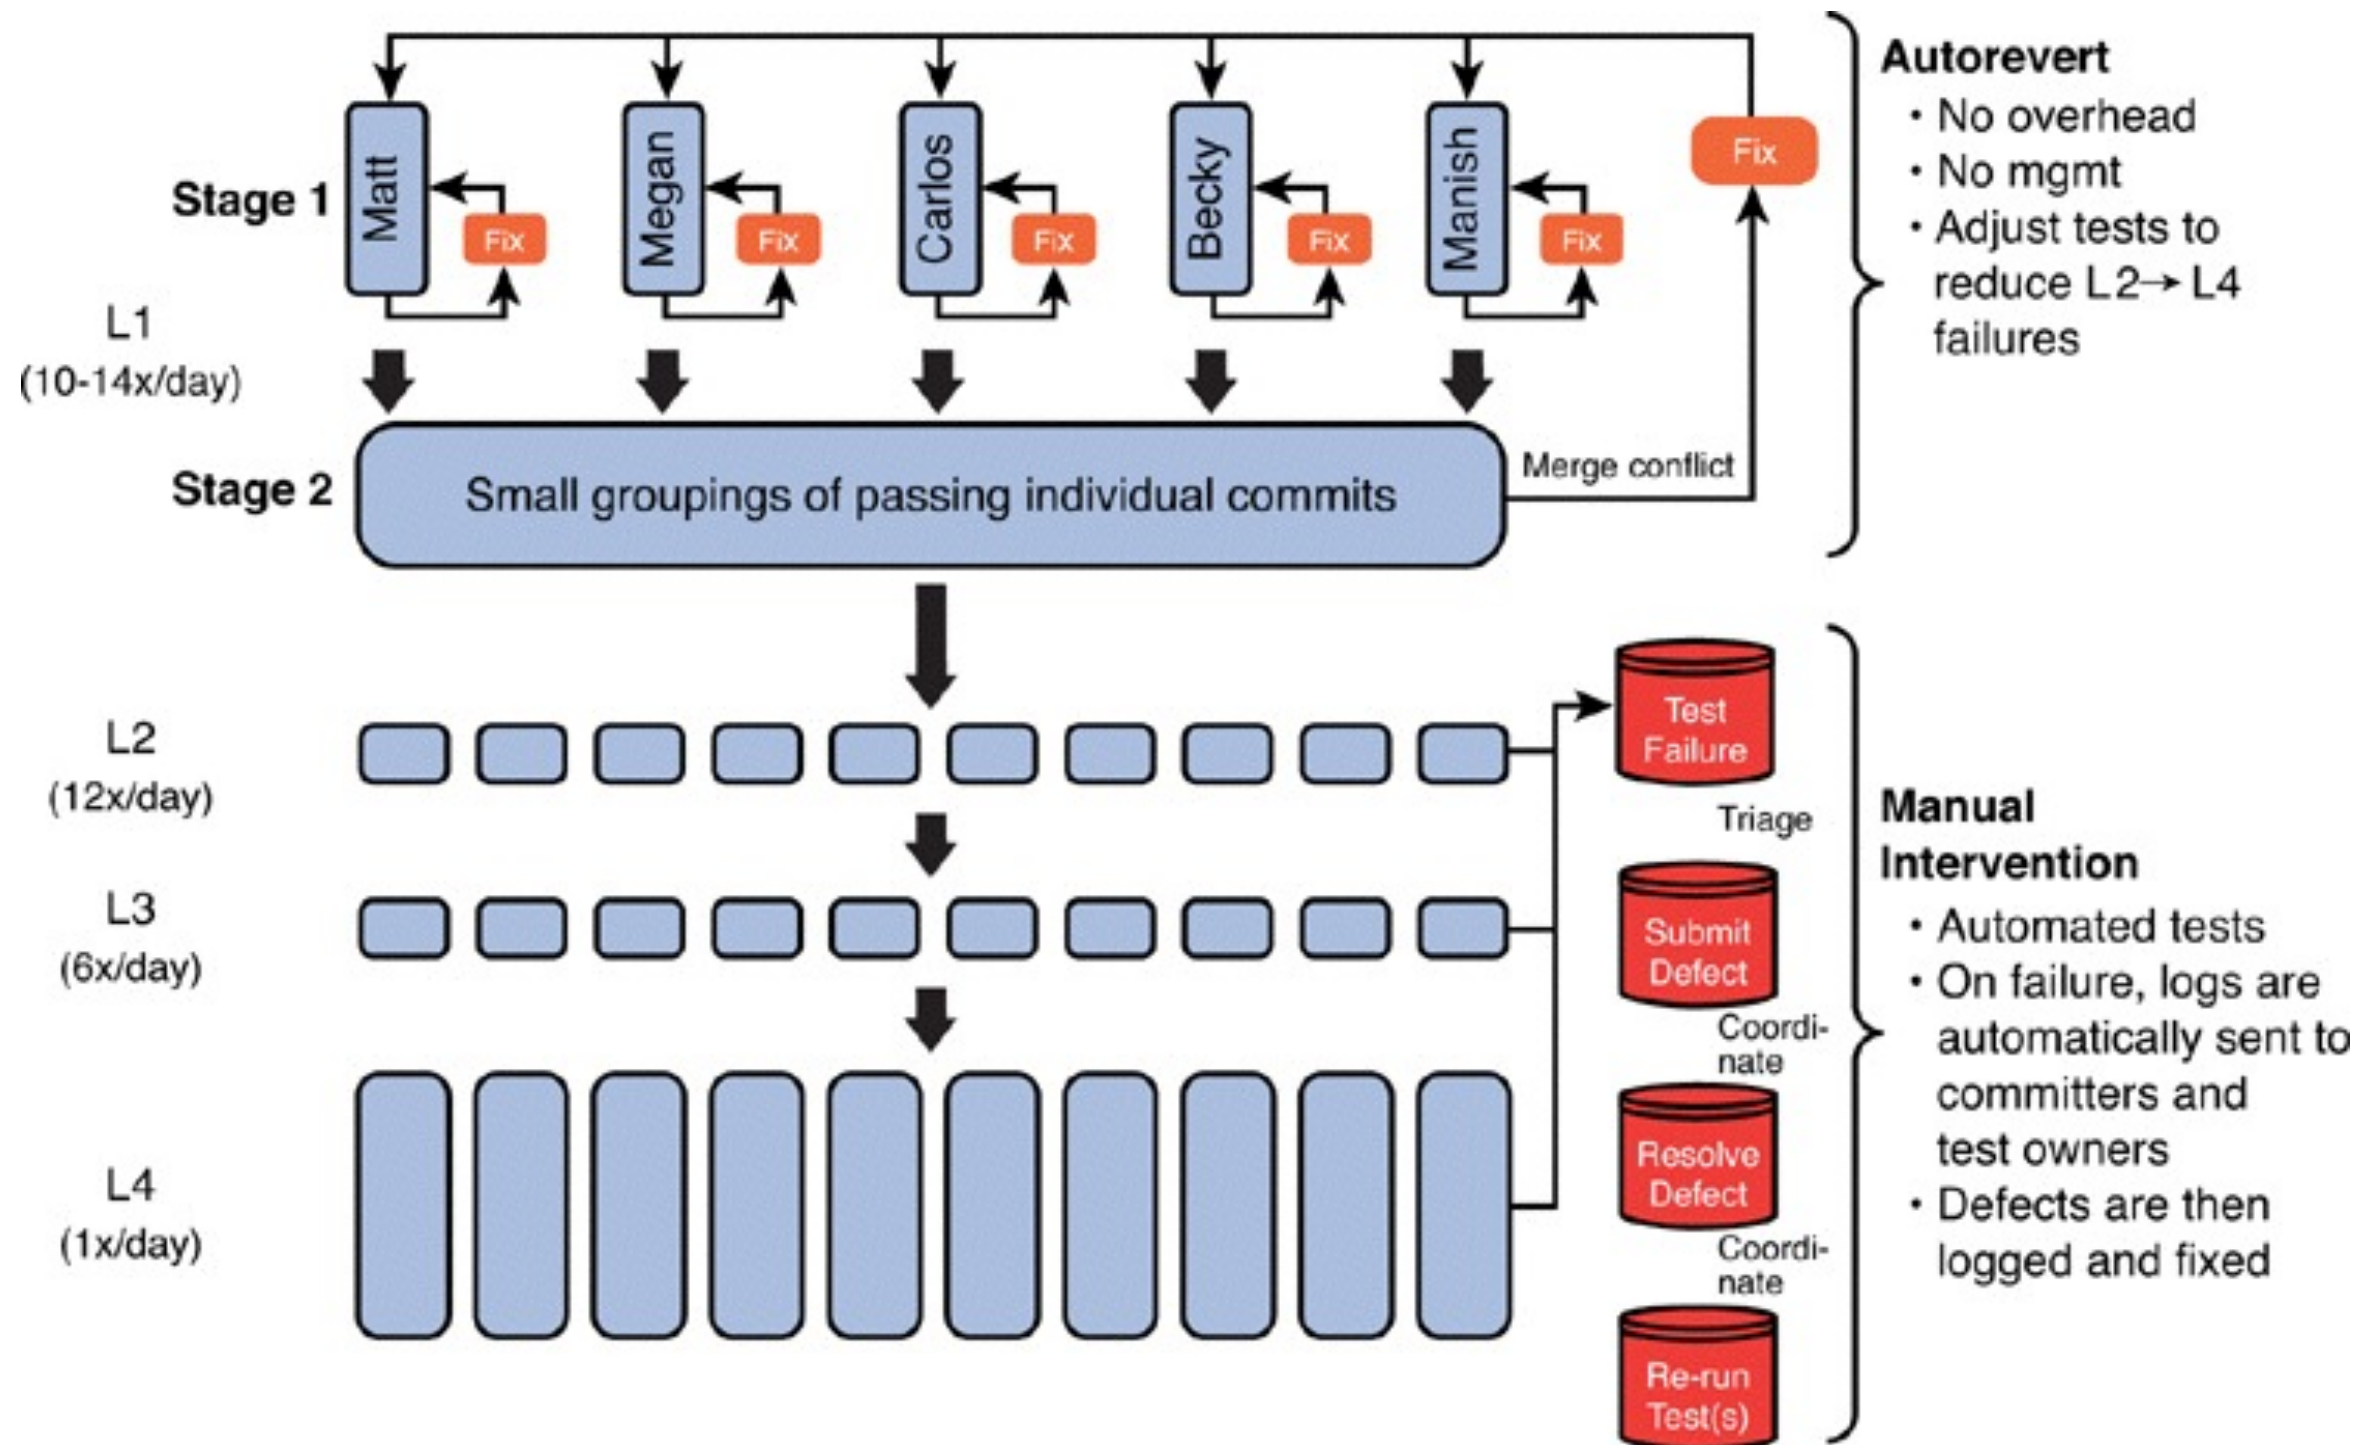 Autorevert
• No overhead
• No mgmt
• Adjust tests to
reduce L2→ L4
failures
Stage 1
Matt
Fix
Megan
Fix
Carlos
Fix
Becky
Fix
Manish
Fix
Fix
L1
(10-14x/day)
Stage 2
Small groupings of passing individual commits
Merge conflict
L2
(12x/day)
L3
(6x/day)
L4
(1x/day)
Test
Failure
Triage
Submit
Defect
Coordi-
nate
Resolve
Defect
Coordi-
nate
Re-run
Test(s)
Manual
Intervention
• Automated tests
• On failure, logs are
automatically sent to
committers and
test owners
• Defects are then
logged and fixed